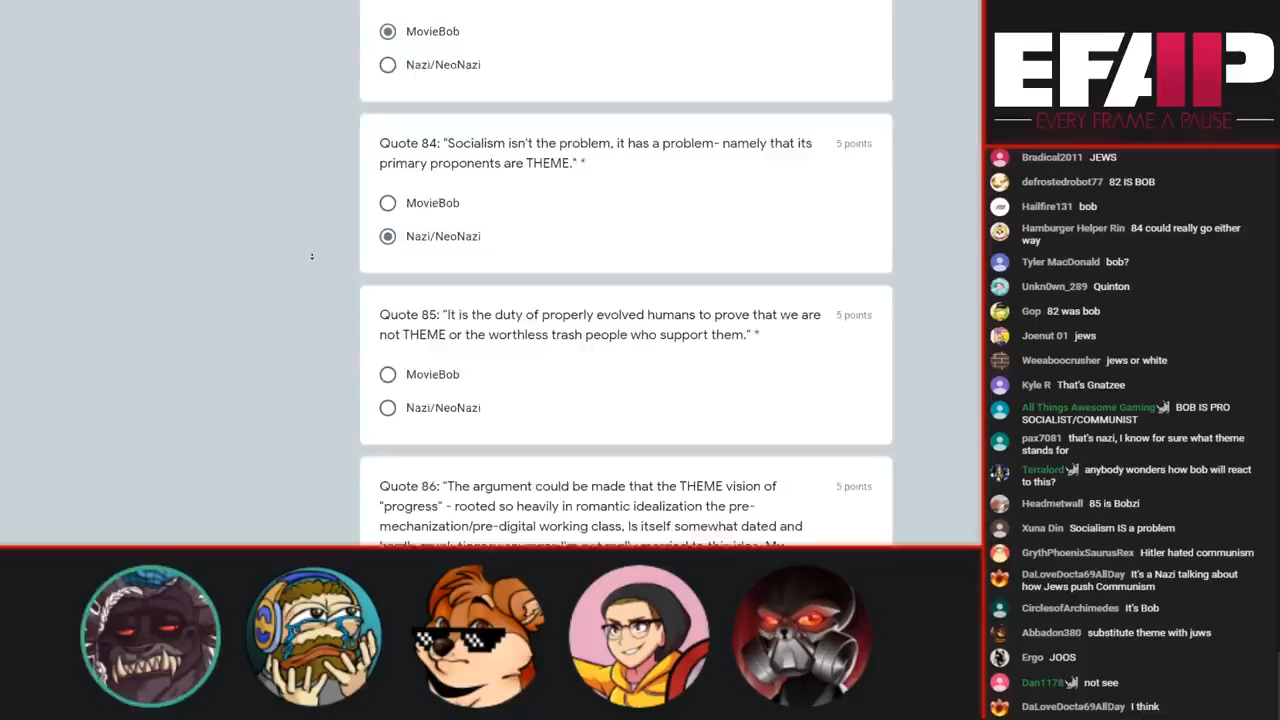 MovieBob
Nazi/NeoNazi
Quote 84: "Socialism isn't the problem, it has a problem- namely that its
primary proponents are THEME." *
5 points
MovieBob
Nazi/NeoNazi
Quote 85: "It is the duty of properly evolved humans to prove that we are
not THEME or the worthless trash people who support them." *
5 points
MovieBob
Nazi/NeoNazi
Quote 86: "The argument could be made that the THEME vision of
"progress" - rooted so heavily in romantic idealization the pre-
mechanization/pre-digital working class, Is itself somewhat dated and
5 points
EFAP
EVERY FRAME A PAUSE
Bradical2011 JEWS
defrostedrobot77 82 IS BOB
Hailfire131 bob
Hamburger Helper Rin 84 could really go either
way
Tyler MacDonald bob?
Unkn0wn_289 Quinton
Gop 82 was bob
Joenut 01 jews
Weeaboocrusher jews or white
Kyle R That's Gnatzee
All Things Awesome Gaming BOB IS PRO
SOCIALIST/COMMUNIST
pax7081 that's nazi, I know for sure what theme
stands for
Terralord anybody wonders how bob will react
to this?
Headmetwall 85 is Bobzi
Xuna Din Socialism IS a problem
GrythPhoenixSaurusRex Hitler hated communism
DaLoveDocta69AllDay It's a Nazi talking about
how Jews push Communism
CirclesofArchimedes It's Bob
Abbadon380 substitute theme with juws
Ergo JOOS
Dan1178 not see
DaLoveDocta69AllDay I think